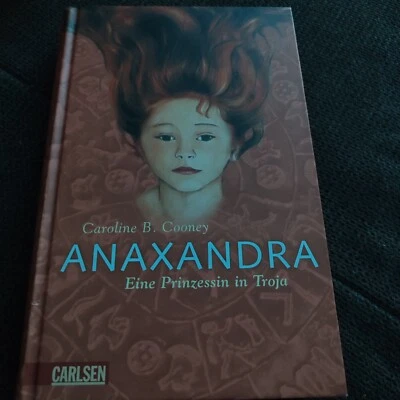 Caroline B. Cooney
ANAXANDRA
Eine Prinzessin in Troja
CARLSEN